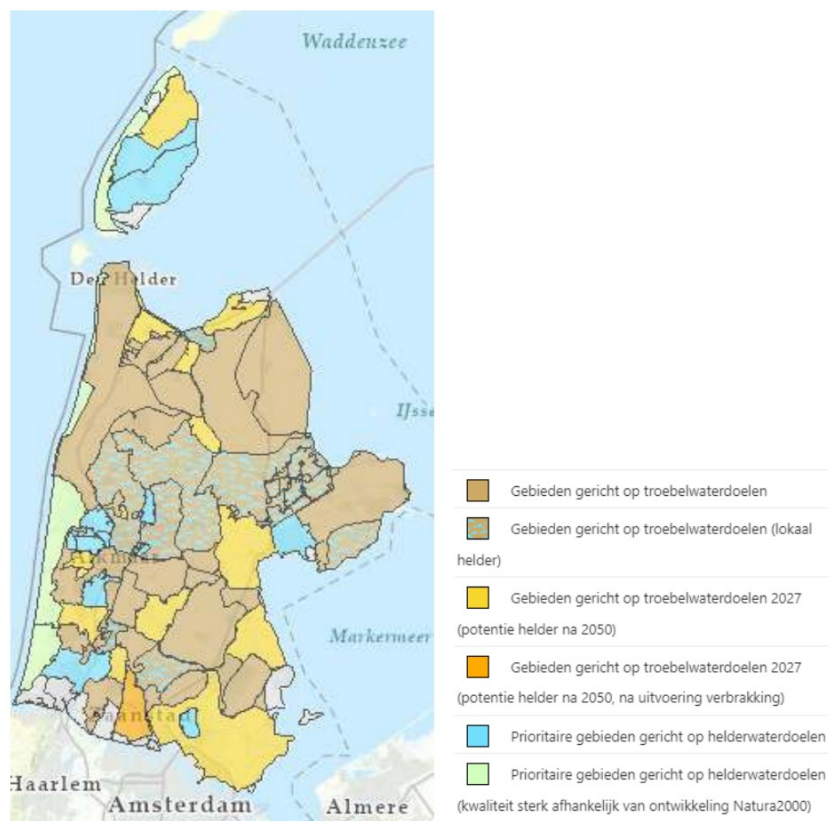 Waddenzee
Den Helder
IJsse
Alkmaar
Markermeer
Zaanstad
Haarlem
Amsterdam
Almere
Gebieden gericht op troebelwaterdoelen
Gebieden gericht op troebelwaterdoelen (lokaal
helder)
Gebieden gericht op troebelwaterdoelen 2027
(potentie helder na 2050)
Gebieden gericht op troebelwaterdoelen 2027
(potentie helder na 2050, na uitvoering verbrakking)
Prioritaire gebieden gericht op helderwaterdoelen
Prioritaire gebieden gericht op helderwaterdoelen
(kwaliteit sterk afhankelijk van ontwikkeling Natura2000)